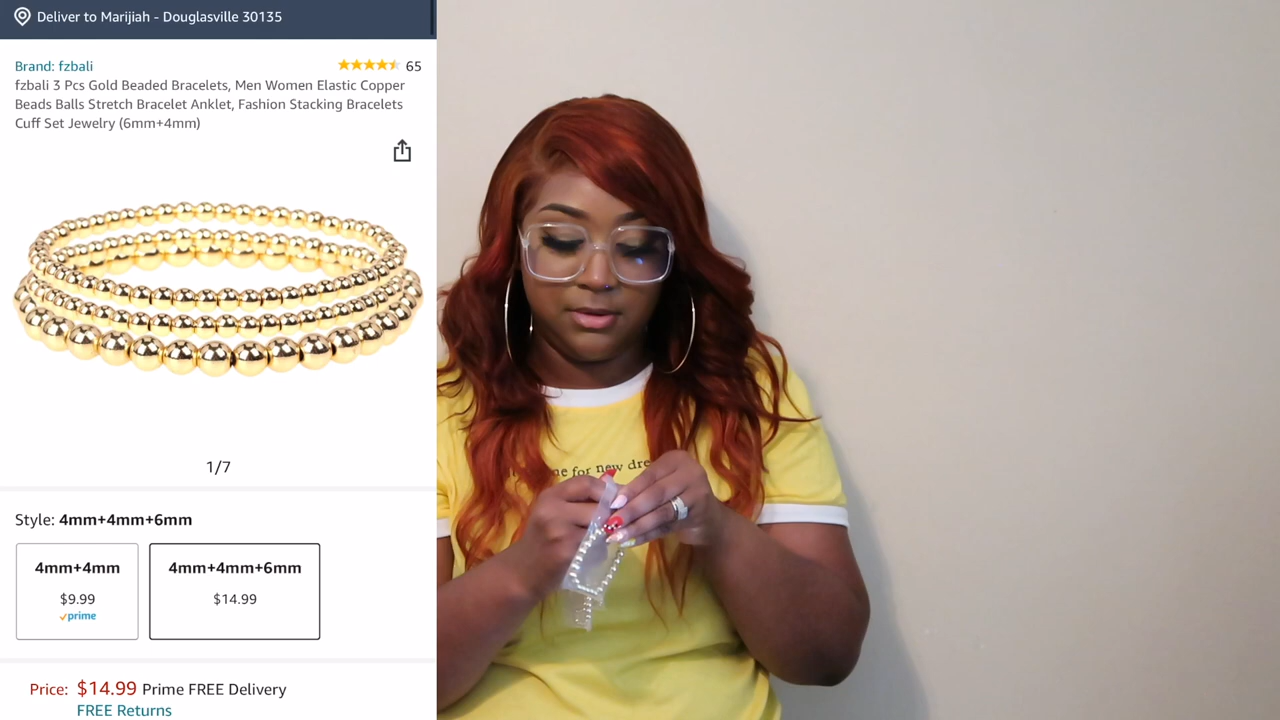 Deliver to Marijiah - Douglasville 30135
Brand: fzbali
65
fzbali 3 Pcs Gold Beaded Bracelets, Men Women Elastic Copper
Beads Balls Stretch Bracelet Anklet, Fashion Stacking Bracelets
Cuff Set Jewelry (6mm+4mm)
1/7
Style: 4mm+4mm+6mm
4mm+4mm
4mm+4mm+6mm
$9.99
$14.99
prime
Price: $14.99 Prime FREE Delivery
FREE Returns
for new